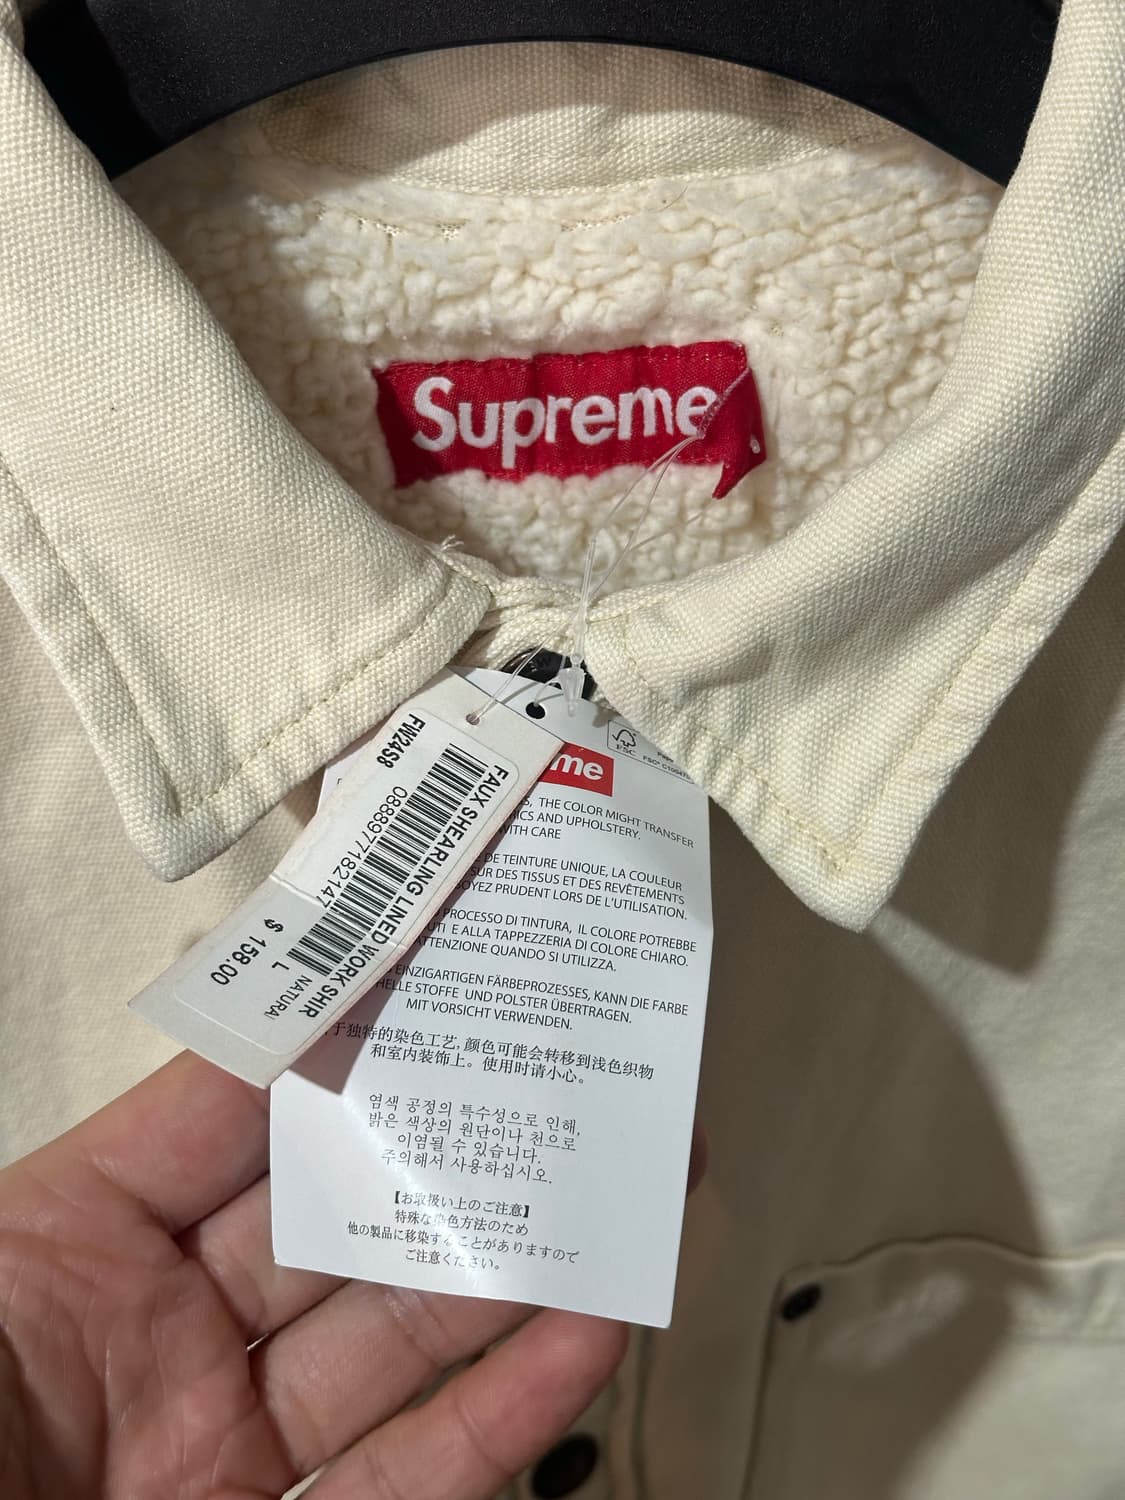 Supreme
FW24S8
0888977182147
FAUX SHEARLING LINED WORK SHIR
NATURAl
L
$ 158.00
FSC
me
THE COLOR MIGHT TRANSFER
AND UPHOLSTERY.
WITH CARE
DE TEINTURE UNIQUE, LA COULEUR
SUR DES TISSUS ET DES REVÊTEMENTS
SOYEZ PRUDENT LORS DE L'UTILISATION.
PROCESSO DI TINTURA, IL COLORE POTREBBE
E ALLA TAPPEZZERIA DI COLORE CHIARO.
ATTENZIONE QUANDO SI UTILIZZA.
EINZIGARTIGEN FÄRBEPROZESSES, KANN DIE FARBE
HELLE STOFFE UND POLSTER ÜBERTRAGEN.
MIT VORSICHT VERWENDEN.
于独特的染色工艺, 颜色可能会转移到浅色织物
和室内装饰上。使用时请小心。
염색 공정의 특수성으로 인해,
밝은 색상의 원단이나 천으로
이염될 수 있습니다.
주의해서 사용하십시오.
【お取扱い上のご注意】
特殊な染色方法のため
他の製品に移染することがありますので
ご注意ください。